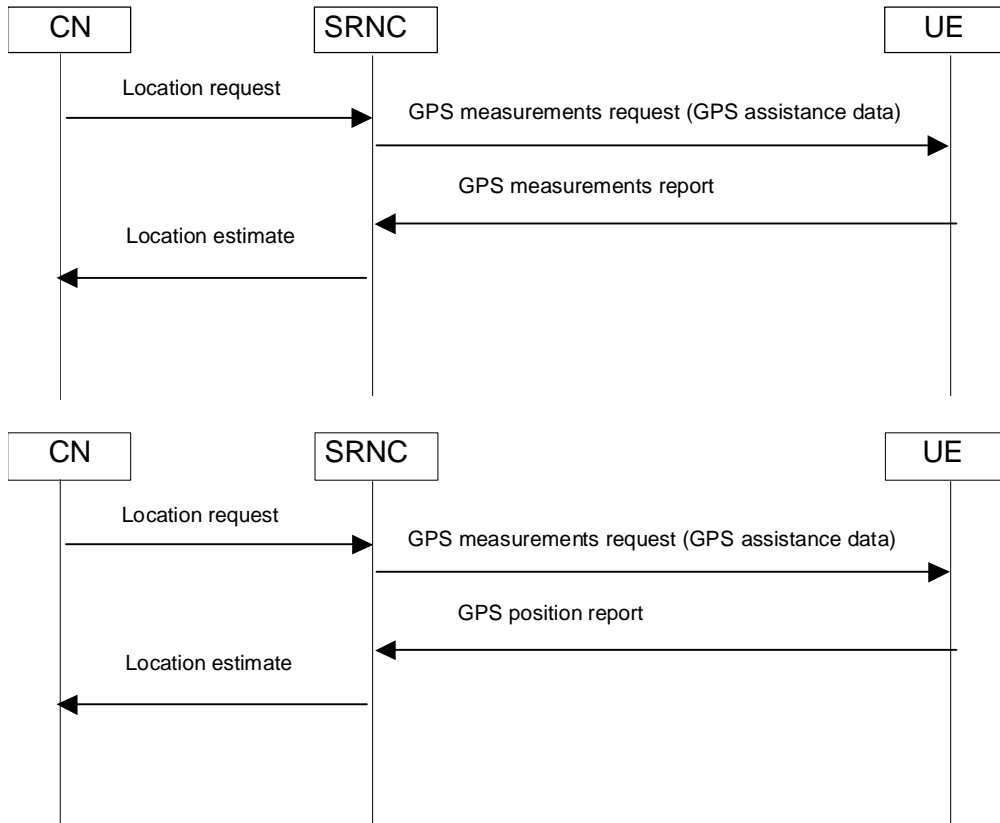 CN SRNC UE
Location request
GPS measurements request (GPS assistance data)
GPS measurements report
Location estimate
CN SRNC UE
Location request
GPS measurements request (GPS assistance data)
GPS position report
Location estimate